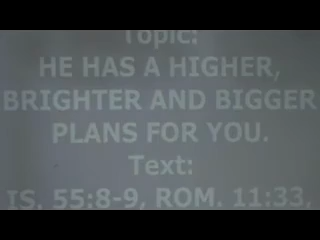 Topic:
HE HAS A HIGHER,
BRIGHTER AND BIGGER
PLANS FOR YOU.
Text:
IS. 55:8-9, ROM. 11:33,